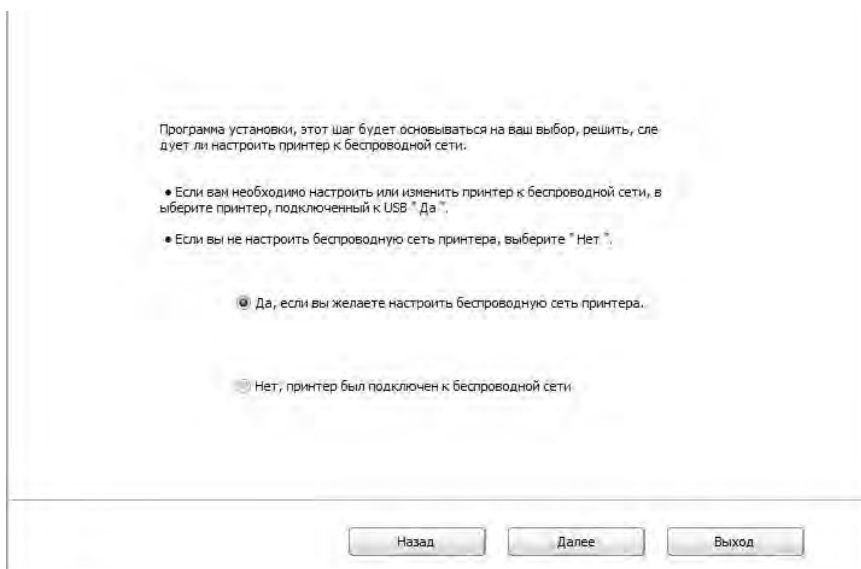 Программа установки, этот шаг будет основываться на ваш выбор, решить, сле
дует ли настроить принтер к беспроводной сети.
• Если вам необходимо настроить или изменить принтер к беспроводной сети, в
ыберите принтер, подключенный к USB " Да ".
• Если вы не настроить беспроводную сеть принтера, выберите " Нет ".
Да, если вы желаете настроить беспроводную сеть принтера.
Нет, принтер был подключен к беспроводной сети
Назад Далее Выход